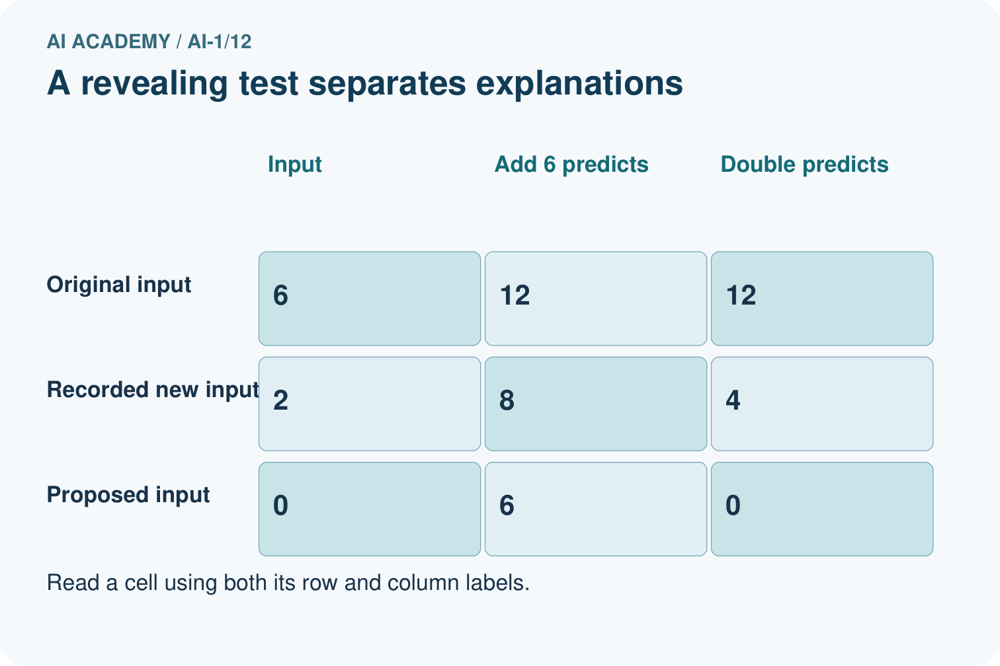 AI ACADEMY / AI-1/12
A revealing test separates explanations
Input Add 6 predicts Double predicts
Original input 6 12 12
Recorded new input 2 8 4
Proposed input 0 6 0
Read a cell using both its row and column labels.